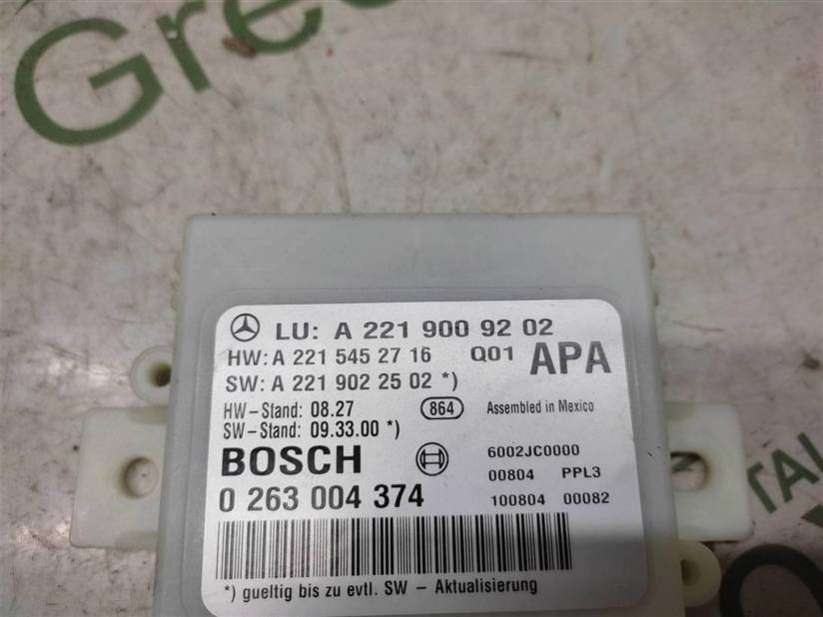 Gree
LU: A 221 900 92 02
HW: A 221 545 27 16 Q01 APA
SW: A 221 902 25 02 *)
HW-Stand: 08.27 864 Assembled in Mexico
SW-Stand: 09.33.00 *)
BOSCH 6002JC0000
00804 PPL3
0 263 004 374 100804 00082
*) gueltig bis zu evtl. SW - Aktualisierung
TAL